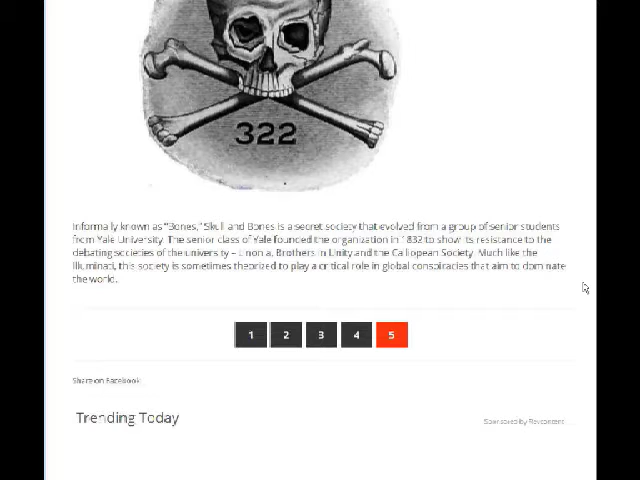 322
Informally known as "Bones," Skull and Bones is a secret society that evolved from a group of senior students
from Yale University. The senior class of Yale founded the organization in 1832 to show its resistance to the
debating societies of the university – Linonia, Brothers in Unity and the Calliopean Society. Much like the
Illuminati, this society is sometimes theorized to play a critical role in global conspiracies that aim to dominate
the world.
1 2 3 4 5
Share on Facebook
Trending Today
Sponsored by Revcontent